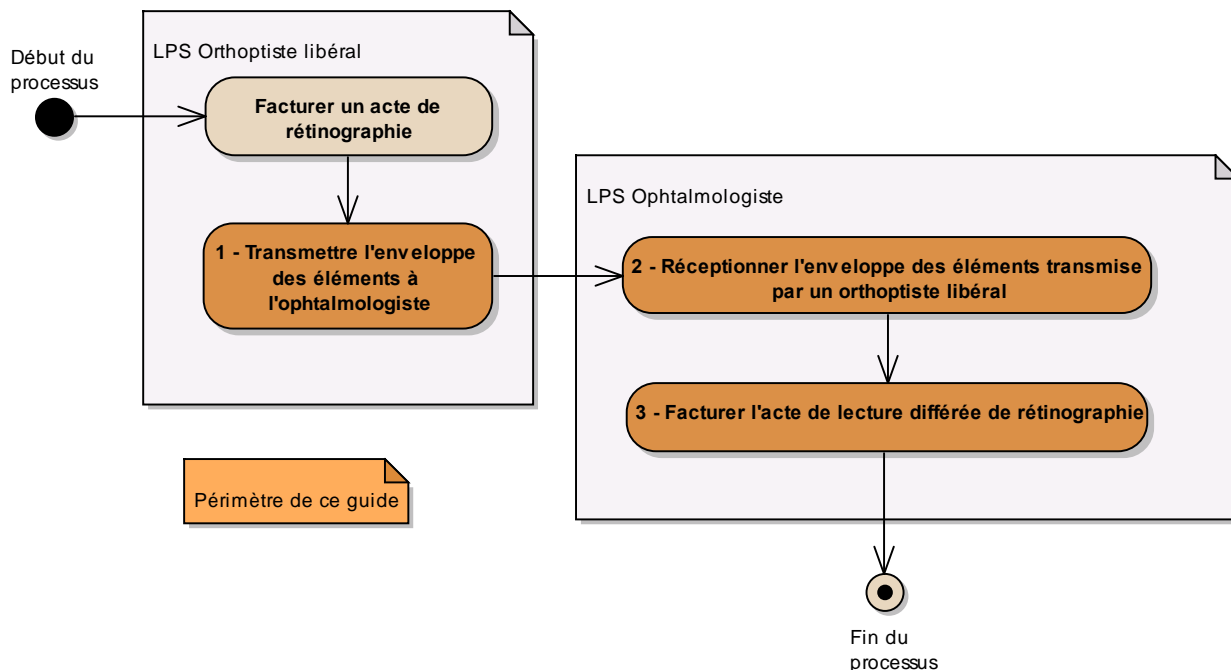 Début du
processus
LPS Orthoptiste libéral
Facturer un acte de
rétinographie
1 - Transmettre l'enveloppe
des éléments à
l'ophtalmologiste
LPS Ophtalmologiste
2 - Réceptionner l'enveloppe des éléments transmise
par un orthoptiste libéral
3 - Facturer l'acte de lecture différée de rétinographie
Périmètre de ce guide
Fin du
processus